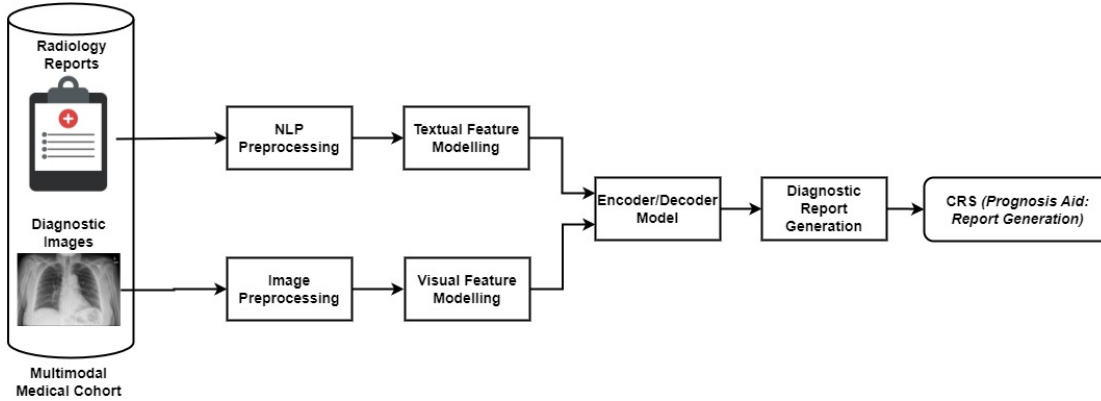 Radiology
Reports
Diagnostic
Images
Multimodal
Medical Cohort
NLP
Preprocessing
Textual Feature
Modelling
Image
Preprocessing
Visual Feature
Modelling
Encoder/Decoder
Model
Diagnostic
Report
Generation
CRS (Prognosis Aid:
Report Generation)